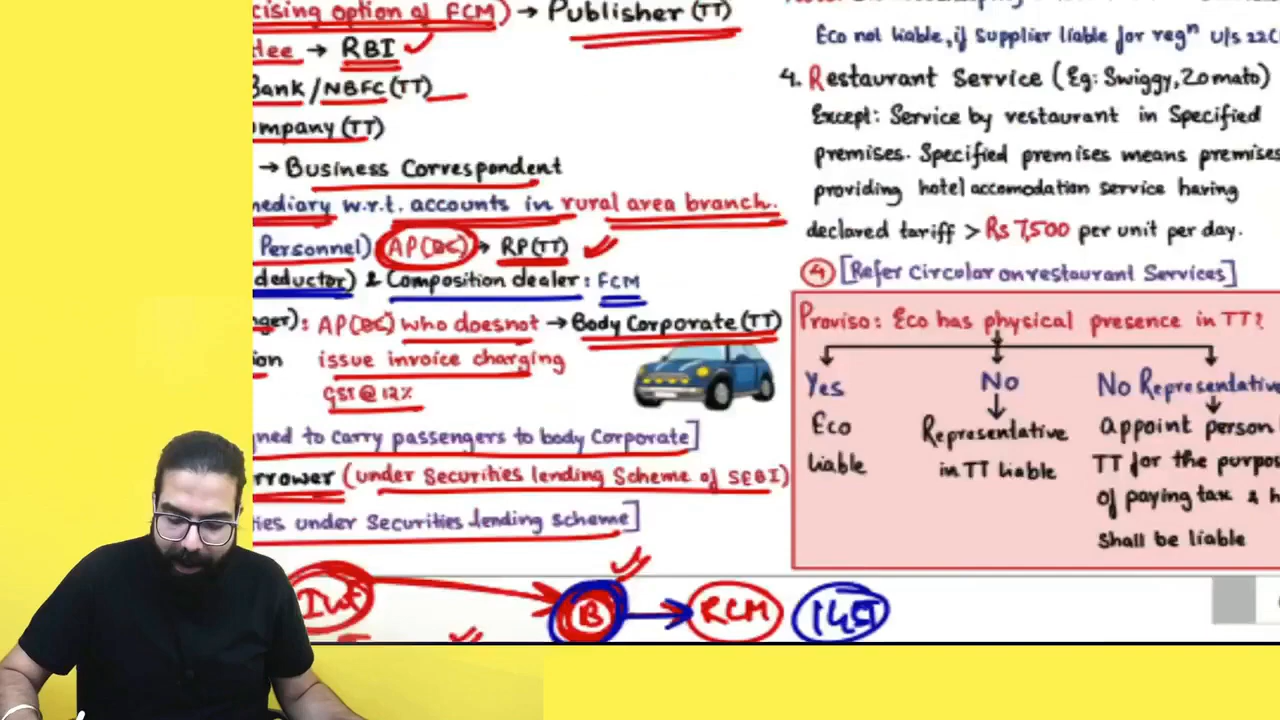 cising option of FCM) → Publisher (TT)
→ RBI
Bank/NBFC(TT)
ompany (TT)
→ Business Correspondent
mediary w.r.t. accounts in rural area branch.
Personnel) AP(BC) → RP(TT)
deductor) & Composition dealer: FCM
ger): AP(BC) who doesnot → Body Corporate (TT)
ion issue invoice charging
GST @ 12%
gned to carry passengers to body Corporate]
rrower (under Securities lending Scheme of SEBI)
ties under Securities lending scheme]
B → RCM IGST
Eco not liable, if Supplier liable for regn U/s 22
4. Restaurant Service (Eg: Swiggy, Zomato)
Except: Service by restaurant in Specified
premises. Specified premises means premises
providing hotel accomodation service having
declared tariff > Rs 7,500 per unit per day.
4 [Refer Circular on restaurant Services]
Proviso: Eco has physical presence in TT?
Yes No No Representative
Eco Representative appoint person
liable in TT liable TT for the purpos
of paying tax &
shall be liable